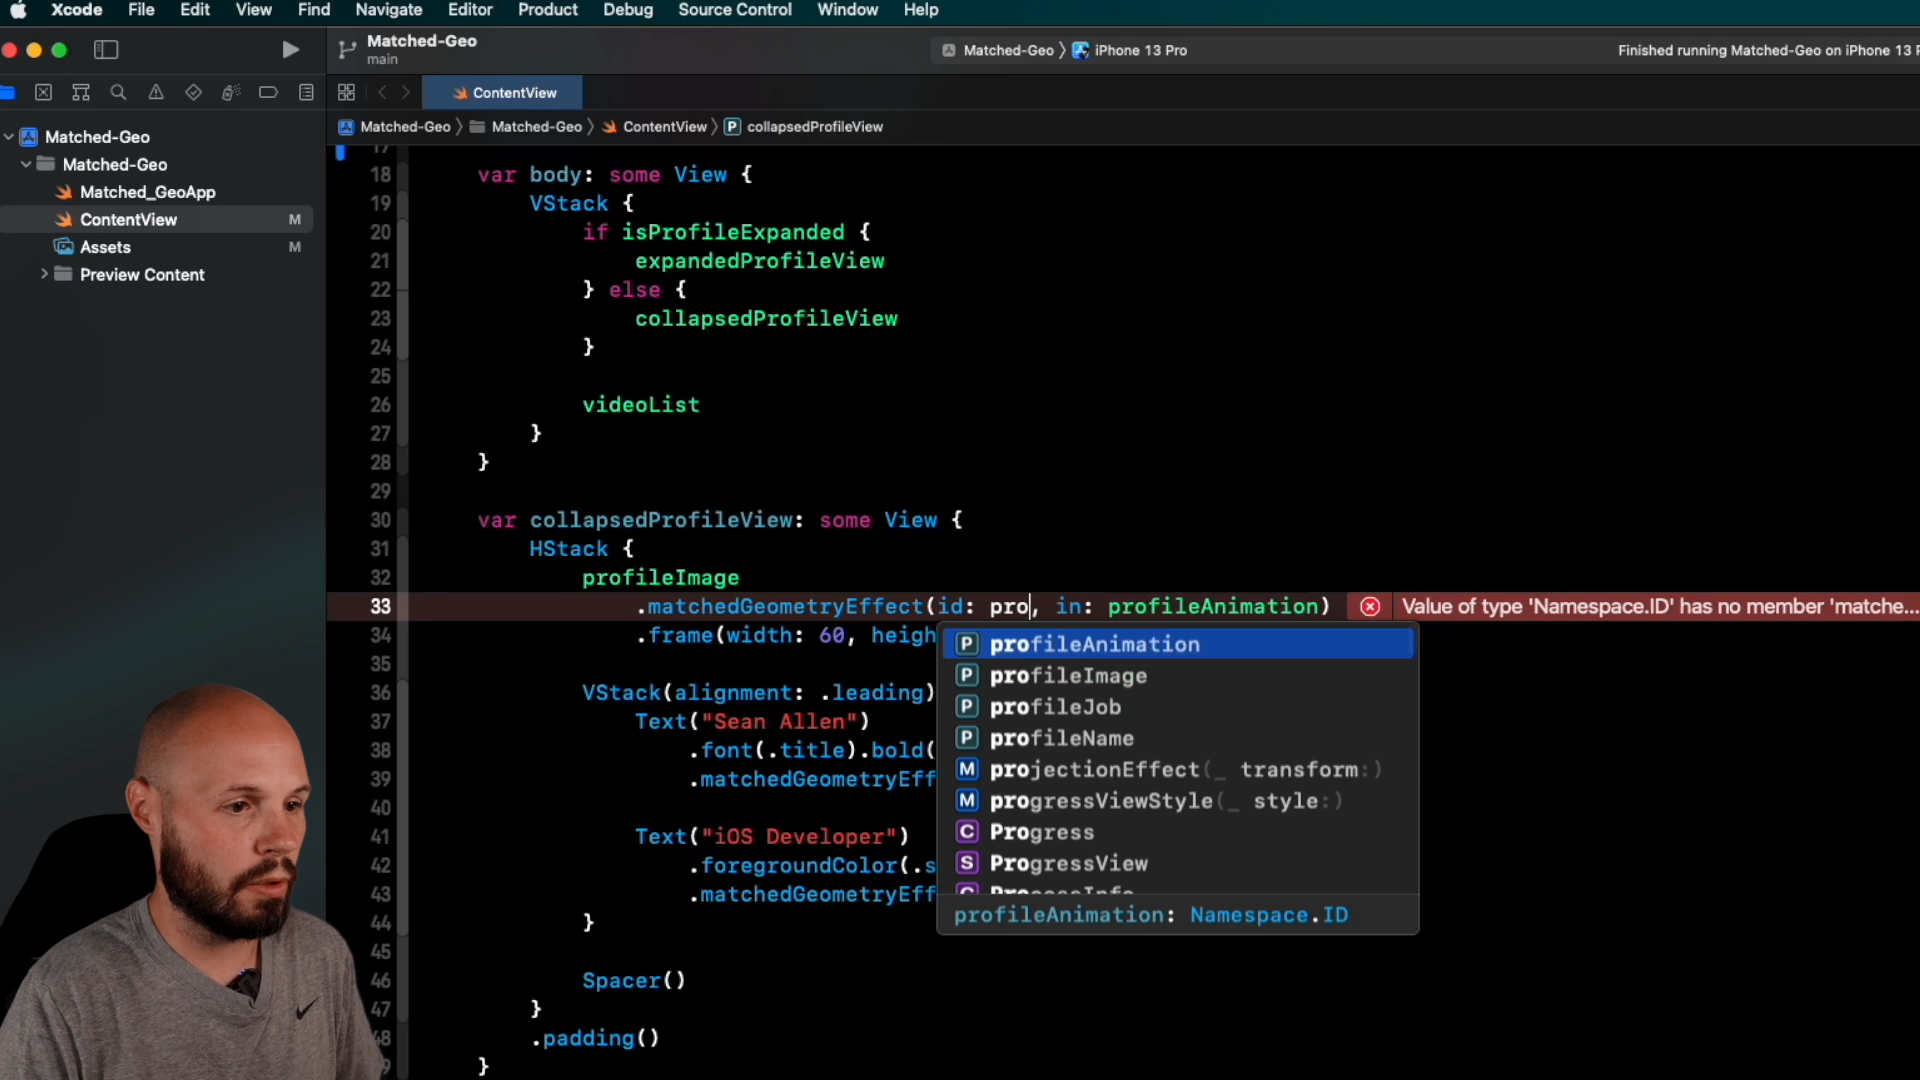 Xcode File Edit View Find Navigate Editor Product Debug Source Control Window Help
Matched-Geo
main
Matched-Geo 〉 iPhone 13 Pro
Finished running Matched-Geo on iPhone 13
ContentView
Matched-Geo 〉 Matched-Geo 〉 ContentView 〉 P collapsedProfileView
Matched-Geo
Matched-Geo
Matched_GeoApp
ContentView M
Assets M
Preview Content
17
18 var body: some View {
19 VStack {
20 if isProfileExpanded {
21 expandedProfileView
22 } else {
23 collapsedProfileView
24 }
25
26 videoList
27 }
28 }
29
30 var collapsedProfileView: some View {
31 HStack {
32 profileImage
33 .matchedGeometryEffect(id: pro, in: profileAnimation) Value of type 'Namespace.ID' has no member 'matche...
34 .frame(width: 60, heigh
35
36 VStack(alignment: .leading)
37 Text("Sean Allen")
38 .font(.title).bold(
39 .matchedGeometryEff
40
41 Text("iOS Developer")
42 .foregroundColor(.s
43 .matchedGeometryEff
44 }
45
46 Spacer()
47 }
48 .padding()
}
P profileAnimation
P profileImage
P profileJob
P profileName
M projectionEffect(_ transform:)
M progressViewStyle(_ style:)
C Progress
S ProgressView
C ProcessInfo
profileAnimation: Namespace.ID